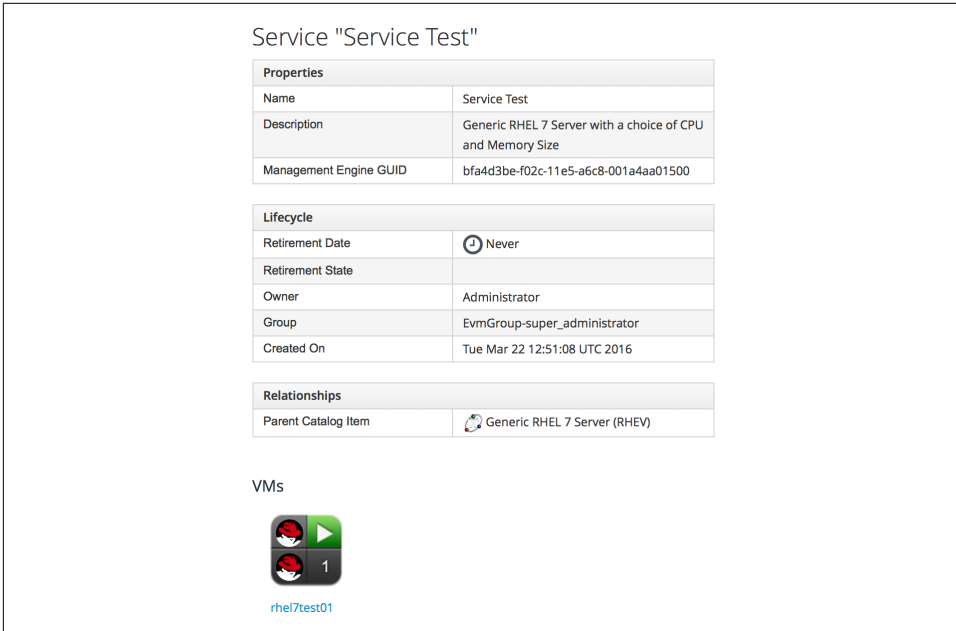 Service "Service Test"
Properties
Name Service Test
Description Generic RHEL 7 Server with a choice of CPU
and Memory Size
Management Engine GUID bfa4d3be-f02c-11e5-a6c8-001a4aa01500
Lifecycle
Retirement Date Never
Retirement State
Owner Administrator
Group EvmGroup-super_administrator
Created On Tue Mar 22 12:51:08 UTC 2016
Relationships
Parent Catalog Item Generic RHEL 7 Server (RHEV)
VMs
1
rhel7test01